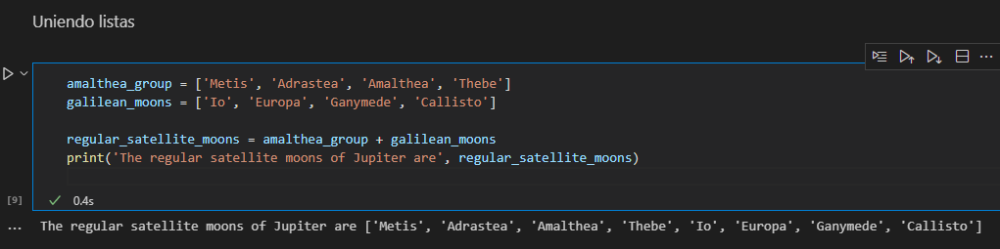 Uniendo listas
amalthea_group = ['Metis', 'Adrastea', 'Amalthea', 'Thebe']
galilean_moons = ['Io', 'Europa', 'Ganymede', 'Callisto']
regular_satellite_moons = amalthea_group + galilean_moons
print('The regular satellite moons of Jupiter are', regular_satellite_moons)
[9]
0.4s
The regular satellite moons of Jupiter are ['Metis', 'Adrastea', 'Amalthea', 'Thebe', 'Io', 'Europa', 'Ganymede', 'Callisto']